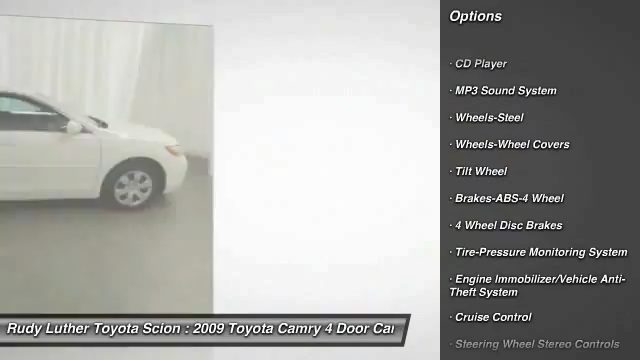 Options
· CD Player
· MP3 Sound System
· Wheels-Steel
· Wheels-Wheel Covers
· Tilt Wheel
· Brakes-ABS-4 Wheel
· 4 Wheel Disc Brakes
· Tire-Pressure Monitoring System
· Engine Immobilizer/Vehicle Anti-
Theft System
· Cruise Control
· Steering Wheel Stereo Controls
Rudy Luther Toyota Scion : 2009 Toyota Camry 4 Door Car